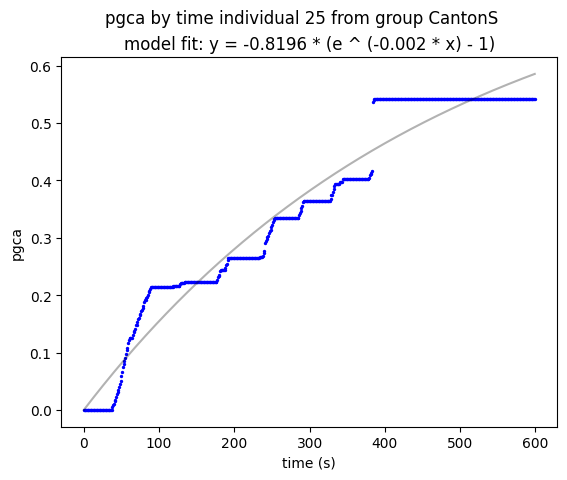 pgca by time individual 25 from group CantonS
model fit: y = -0.8196 * (e ^ (-0.002 * x) - 1)
0.6
0.5
0.4
0.3
0.2
0.1
0.0
pgca
0 100 200 300 400 500 600
time (s)